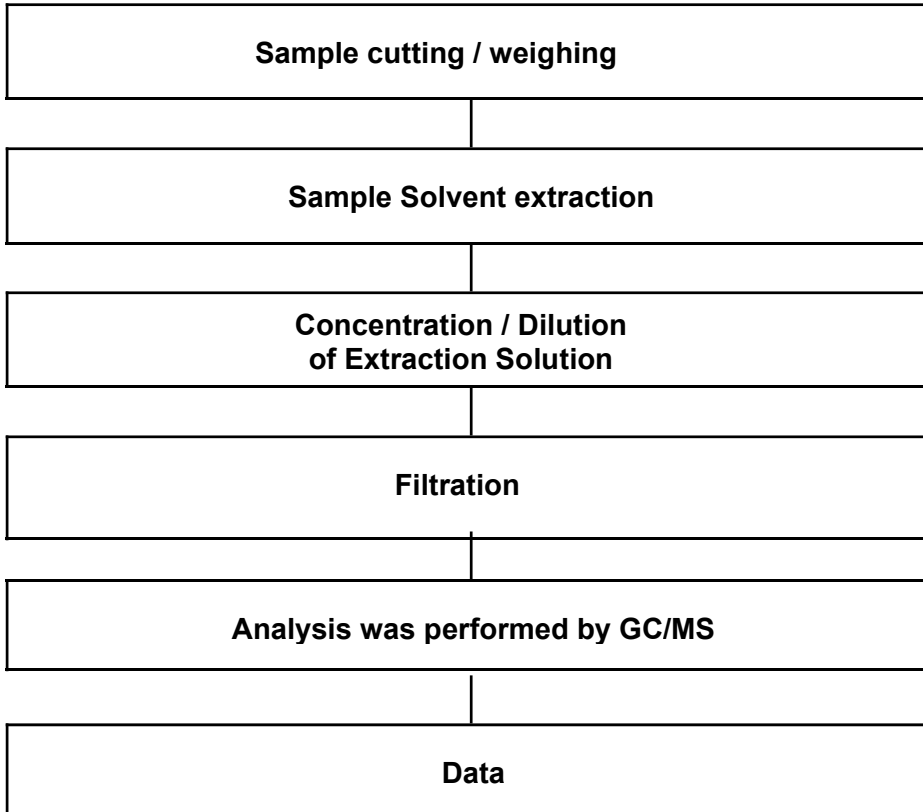 Sample cutting / weighing
Sample Solvent extraction
Concentration / Dilution
of Extraction Solution
Filtration
Analysis was performed by GC/MS
Data